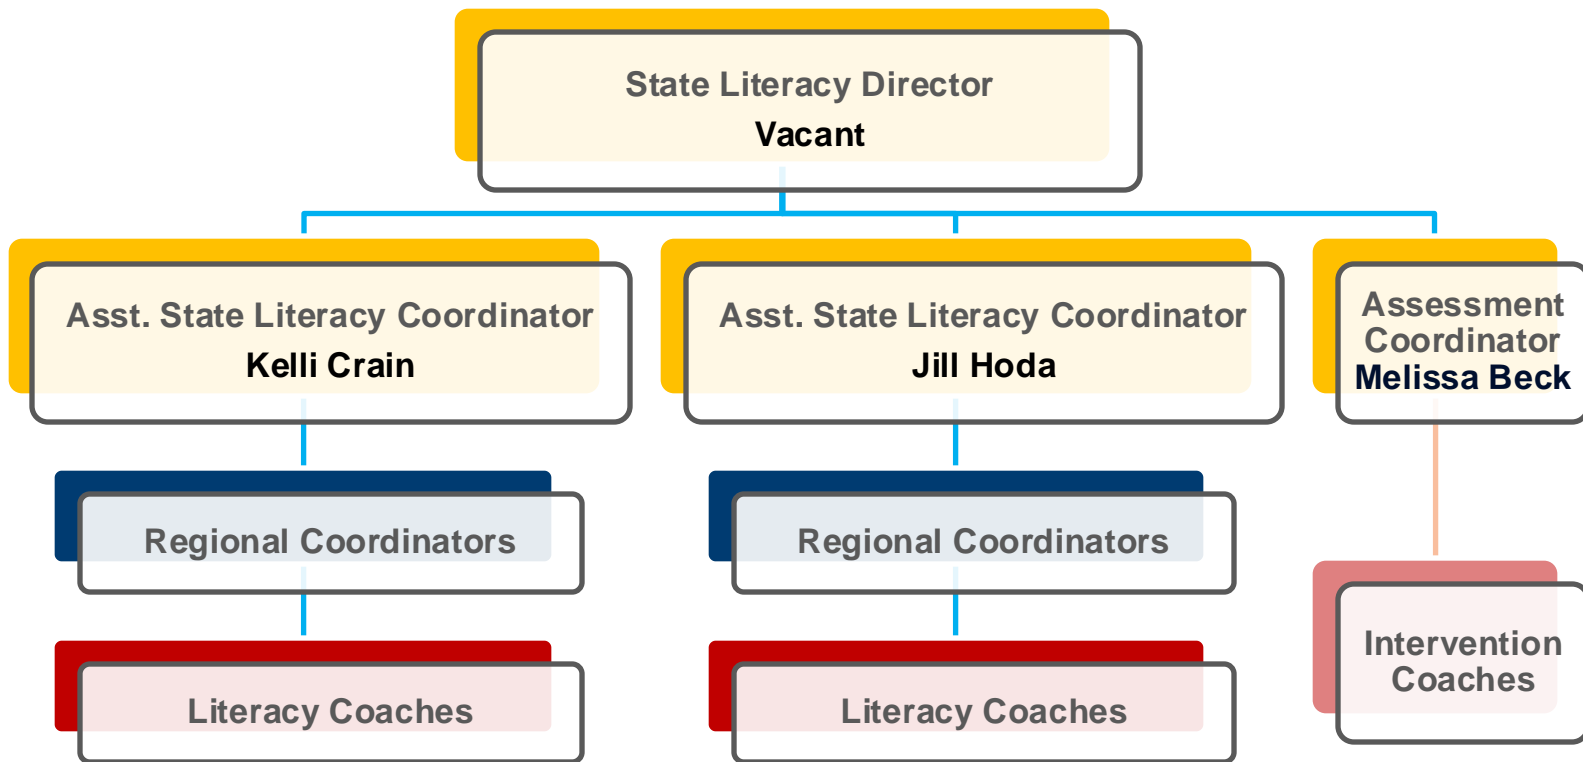 State Literacy Director
Vacant
Asst. State Literacy Coordinator
Kelli Crain
Asst. State Literacy Coordinator
Jill Hoda
Assessment
Coordinator
Melissa Beck
Regional Coordinators
Regional Coordinators
Intervention
Coaches
Literacy Coaches
Literacy Coaches